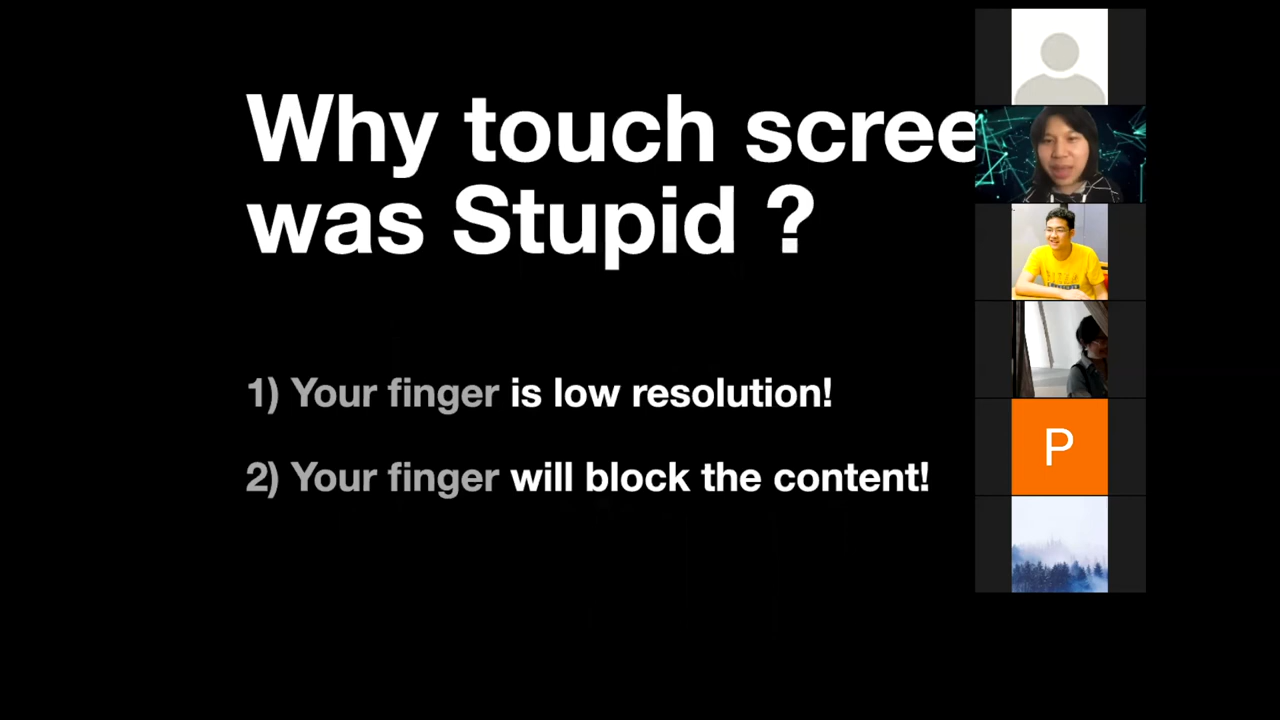 Why touch scree
was Stupid ?
1) Your finger is low resolution!
2) Your finger will block the content!
P